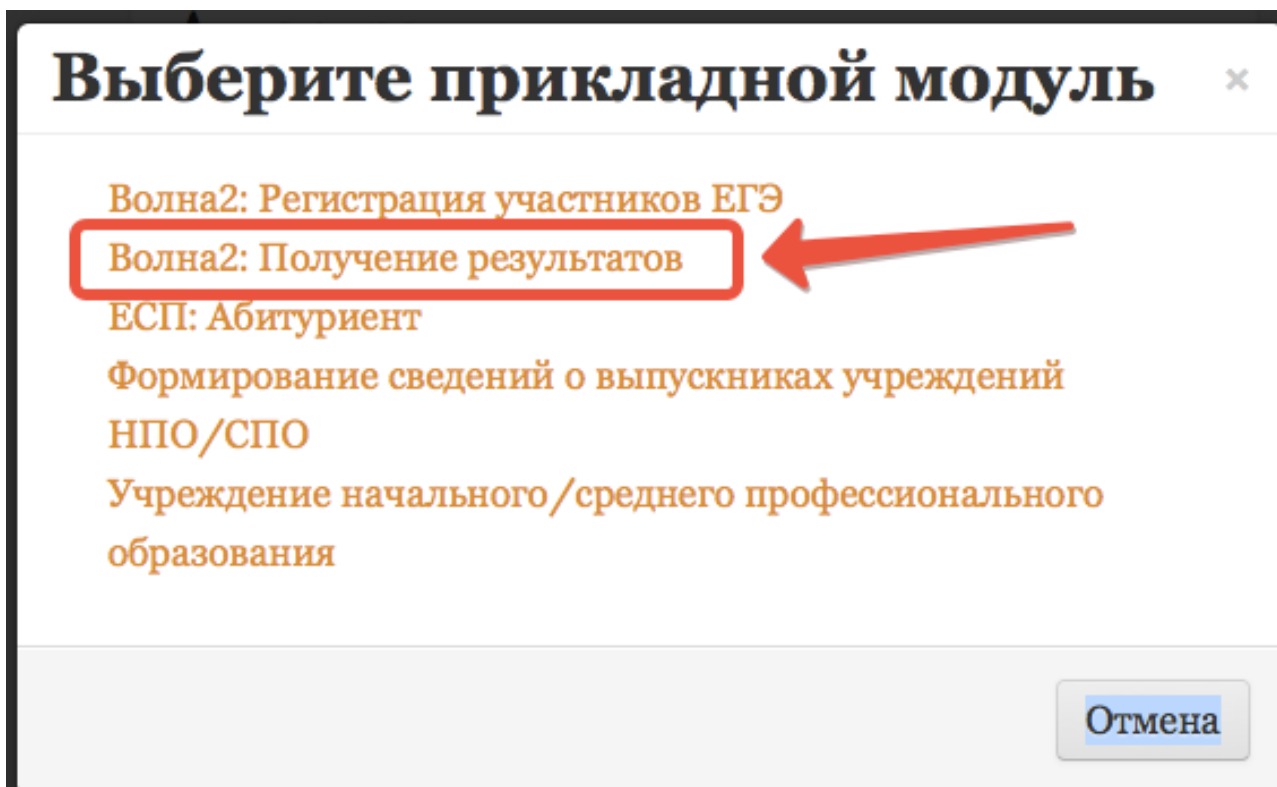 Выберите прикладной модуль ×
Волна2: Регистрация участников ЕГЭ
Волна2: Получение результатов
ЕСП: Абитуриент
Формирование сведений о выпускниках учреждений
НПО/СПО
Учреждение начального/среднего профессионального
образования
Отмена